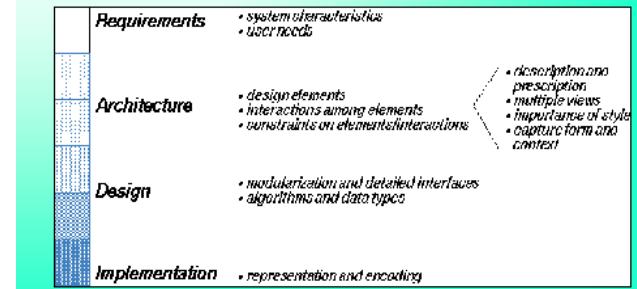 Requirements
• system characteristics
• user needs
Architecture
• design elements
• interactions among elements
• constraints on elements/interactions
• description and
prescription
• multiple views
• importance of style
• capture form and
context
Design
• modularization and detailed interfaces
• algorithms and data types
Implementation
• representation and encoding